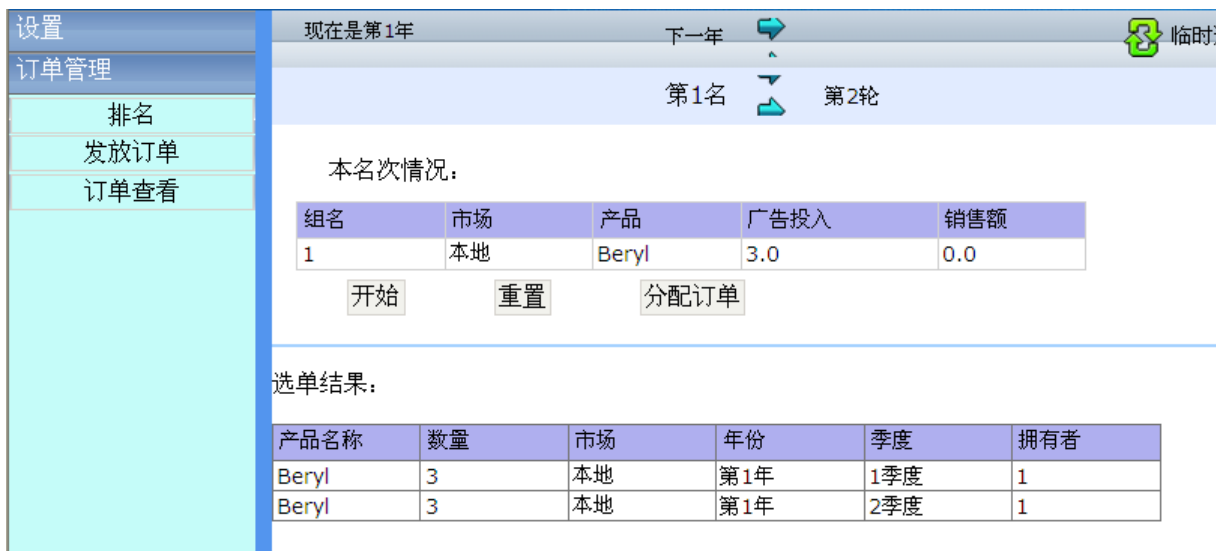 设置
现在是第1年 下一年 临时
订单管理
第1名 第2轮
排名
发放订单
订单查看
本名次情况：
组名 市场 产品 广告投入 销售额
1 本地 Beryl 3.0 0.0
开始 重置 分配订单
选单结果：
产品名称 数量 市场 年份 季度 拥有者
Beryl 3 本地 第1年 1季度 1
Beryl 3 本地 第1年 2季度 1